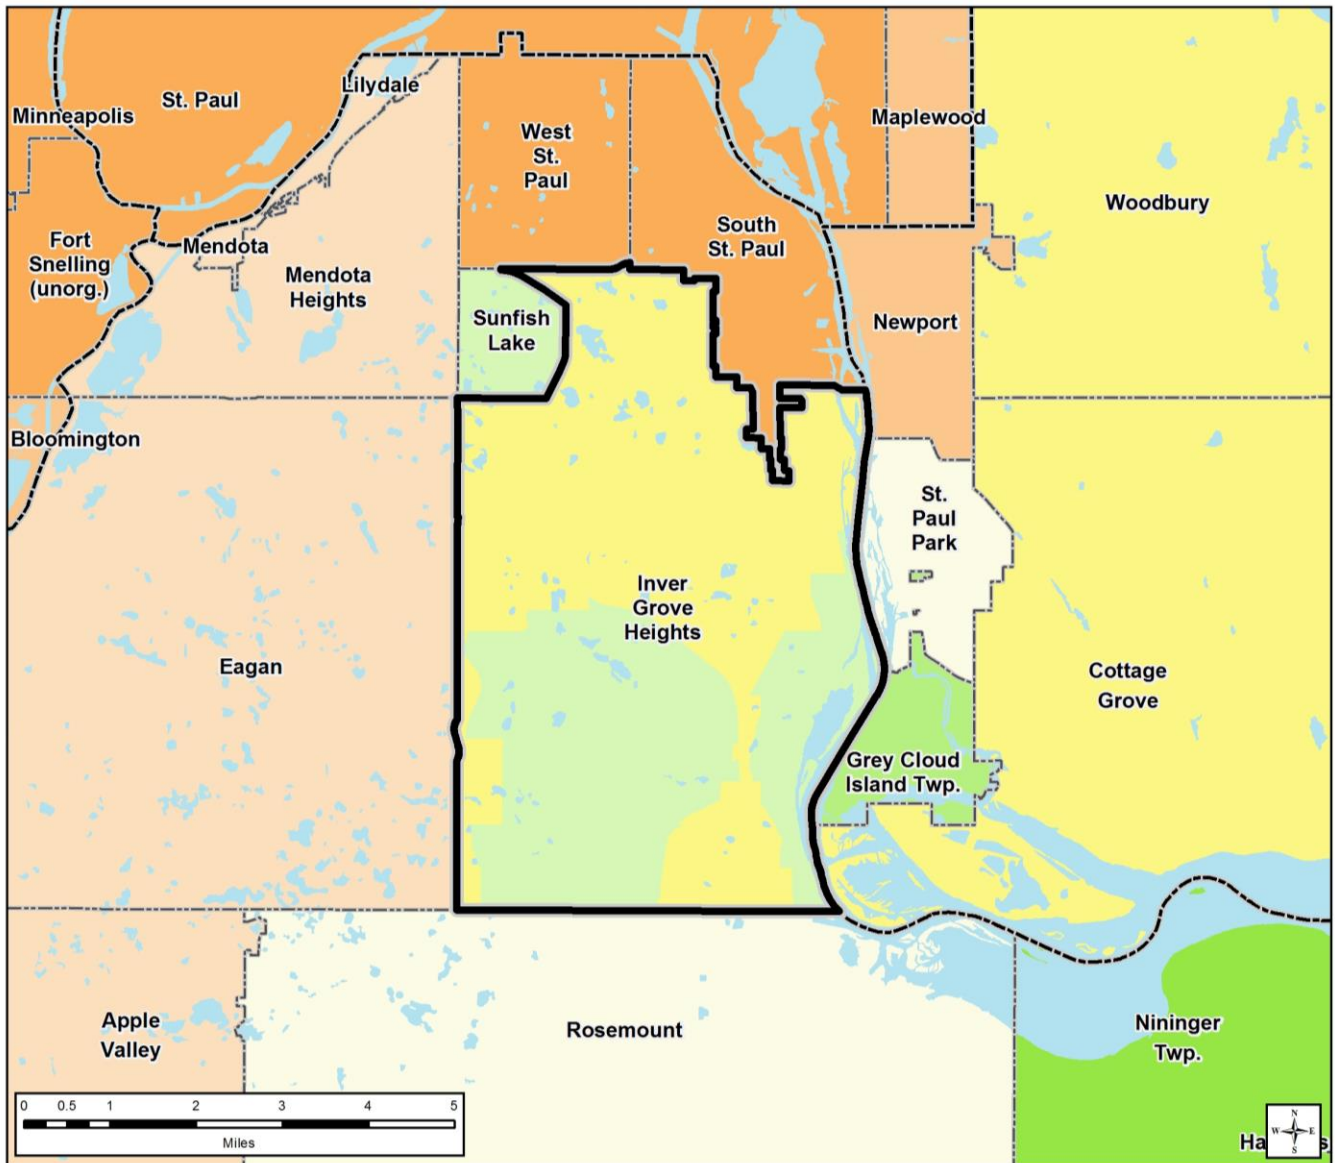 St. Paul
Lilydale
Minneapolis
Maplewood
West
St.
Paul
Woodbury
South
St. Paul
Fort
Snelling
(unorg.)
Mendota
Mendota
Heights
Sunfish
Lake
Newport
Bloomington
St.
Paul
Park
Inver
Grove
Heights
Eagan
Cottage
Grove
Grey Cloud
Island Twp.
Apple
Valley
Rosemount
Nininger
Twp.
0 0.5 1 2 3 4 5
Miles
N
W E
S
Ha
s